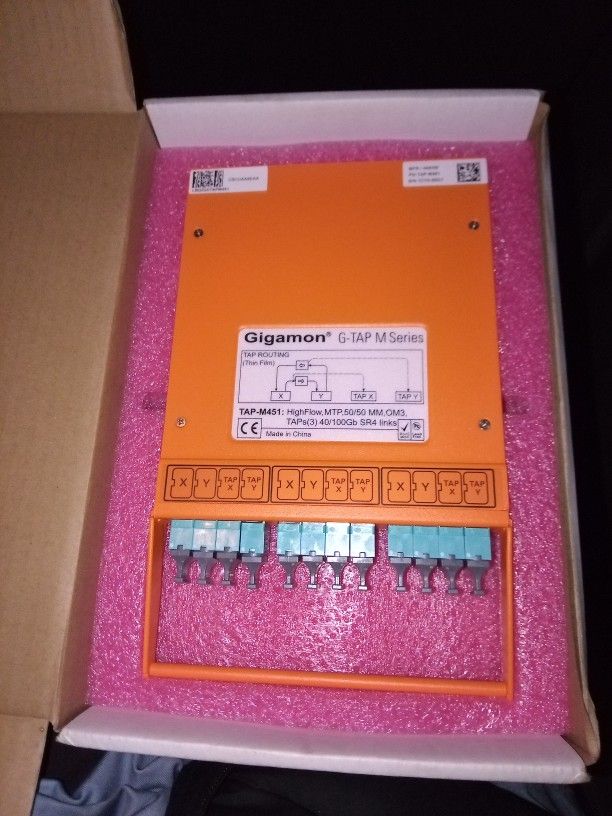 Gigamon® G-TAP M Series
TAP ROUTING
(Thin Film)
X Y TAP X TAP Y
TAP-M451: HighFlow,MTP,50/50 MM,OM3,
TAPs(3) 40/100Gb SR4 links
CE Made in China
X Y TAP X TAP Y X Y TAP X TAP Y X Y TAP X TAP Y